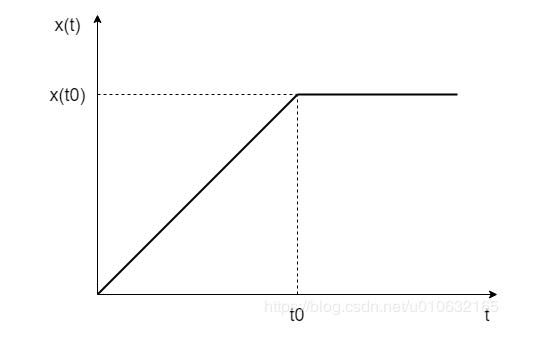 x(t)
x(t0)
https://blog.csdn.net/u010632165
t0
t